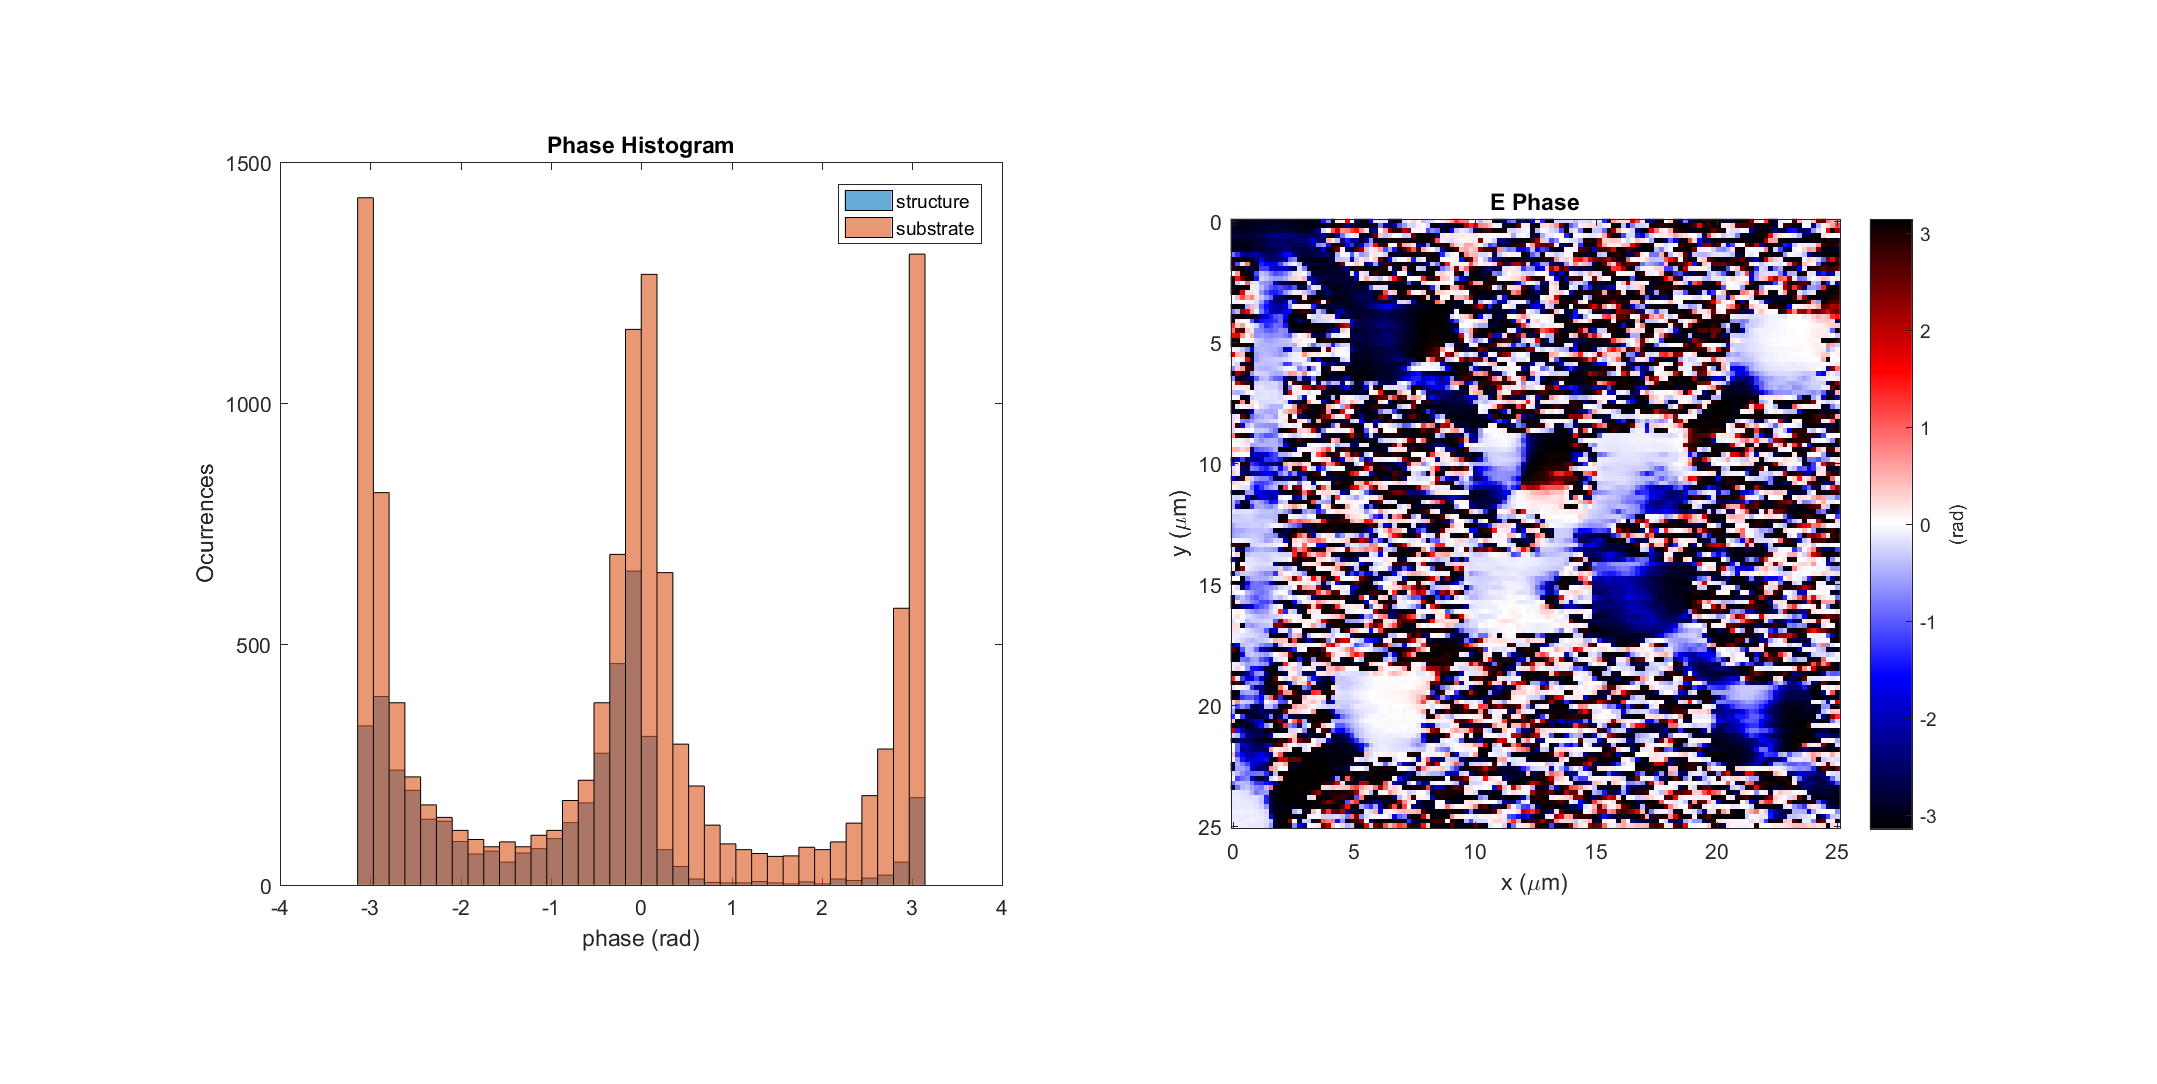 Phase Histogram
1500
1000
500
0
Ocurrences
structure
substrate
-4 -3 -2 -1 0 1 2 3 4
phase (rad)
E Phase
0
5
10
15
20
25
y (μm)
0 5 10 15 20 25
x (μm)
3
2
1
0
-1
-2
-3
(rad)